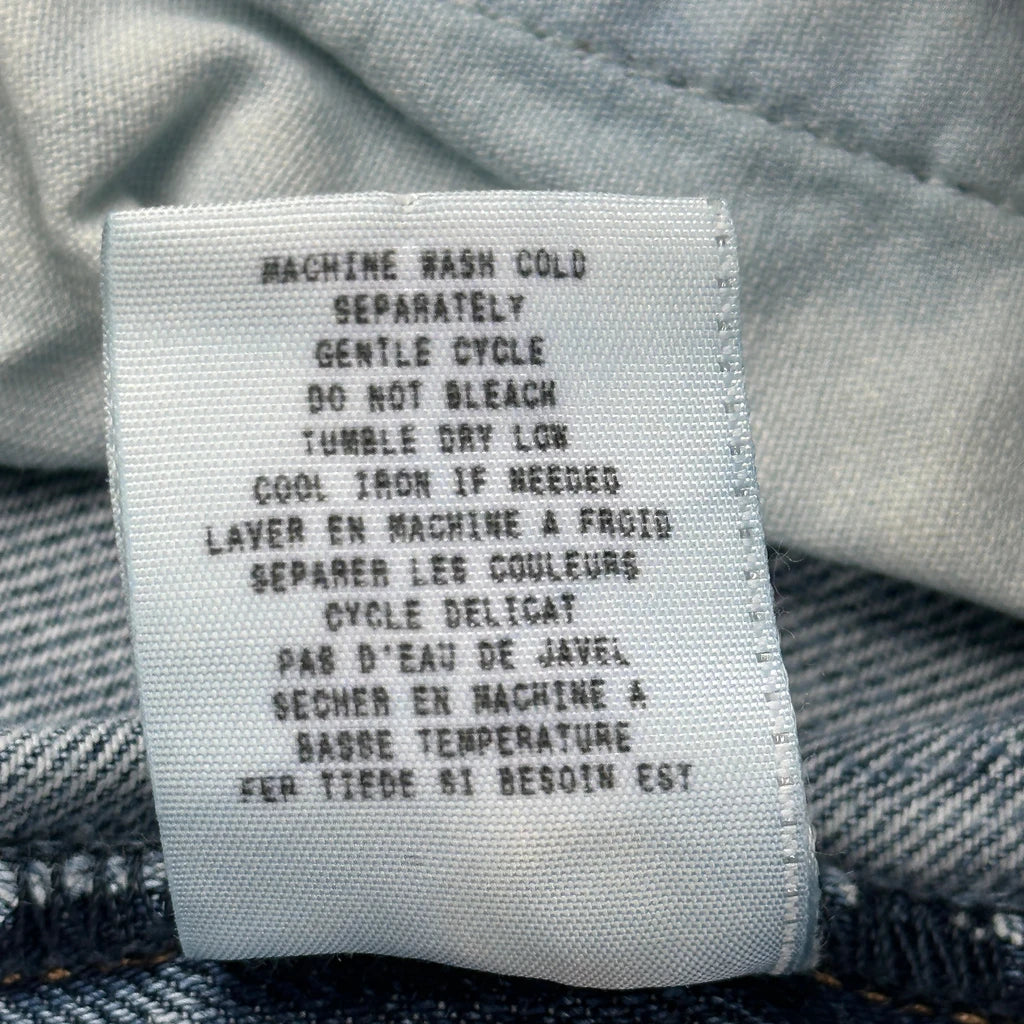 MACHINE WASH COLD
SEPARATELY
GENTLE CYCLE
DO NOT BLEACH
TUMBLE DRY LOW
COOL IRON IF NEEDED
LAVER EN MACHINE A FROID
SEPARER LES COULEURS
CYCLE DELICAT
PAS D'EAU DE JAVEL
SECHER EN MACHINE A
BASSE TEMPERATURE
FER TIEDE SI BESOIN EST